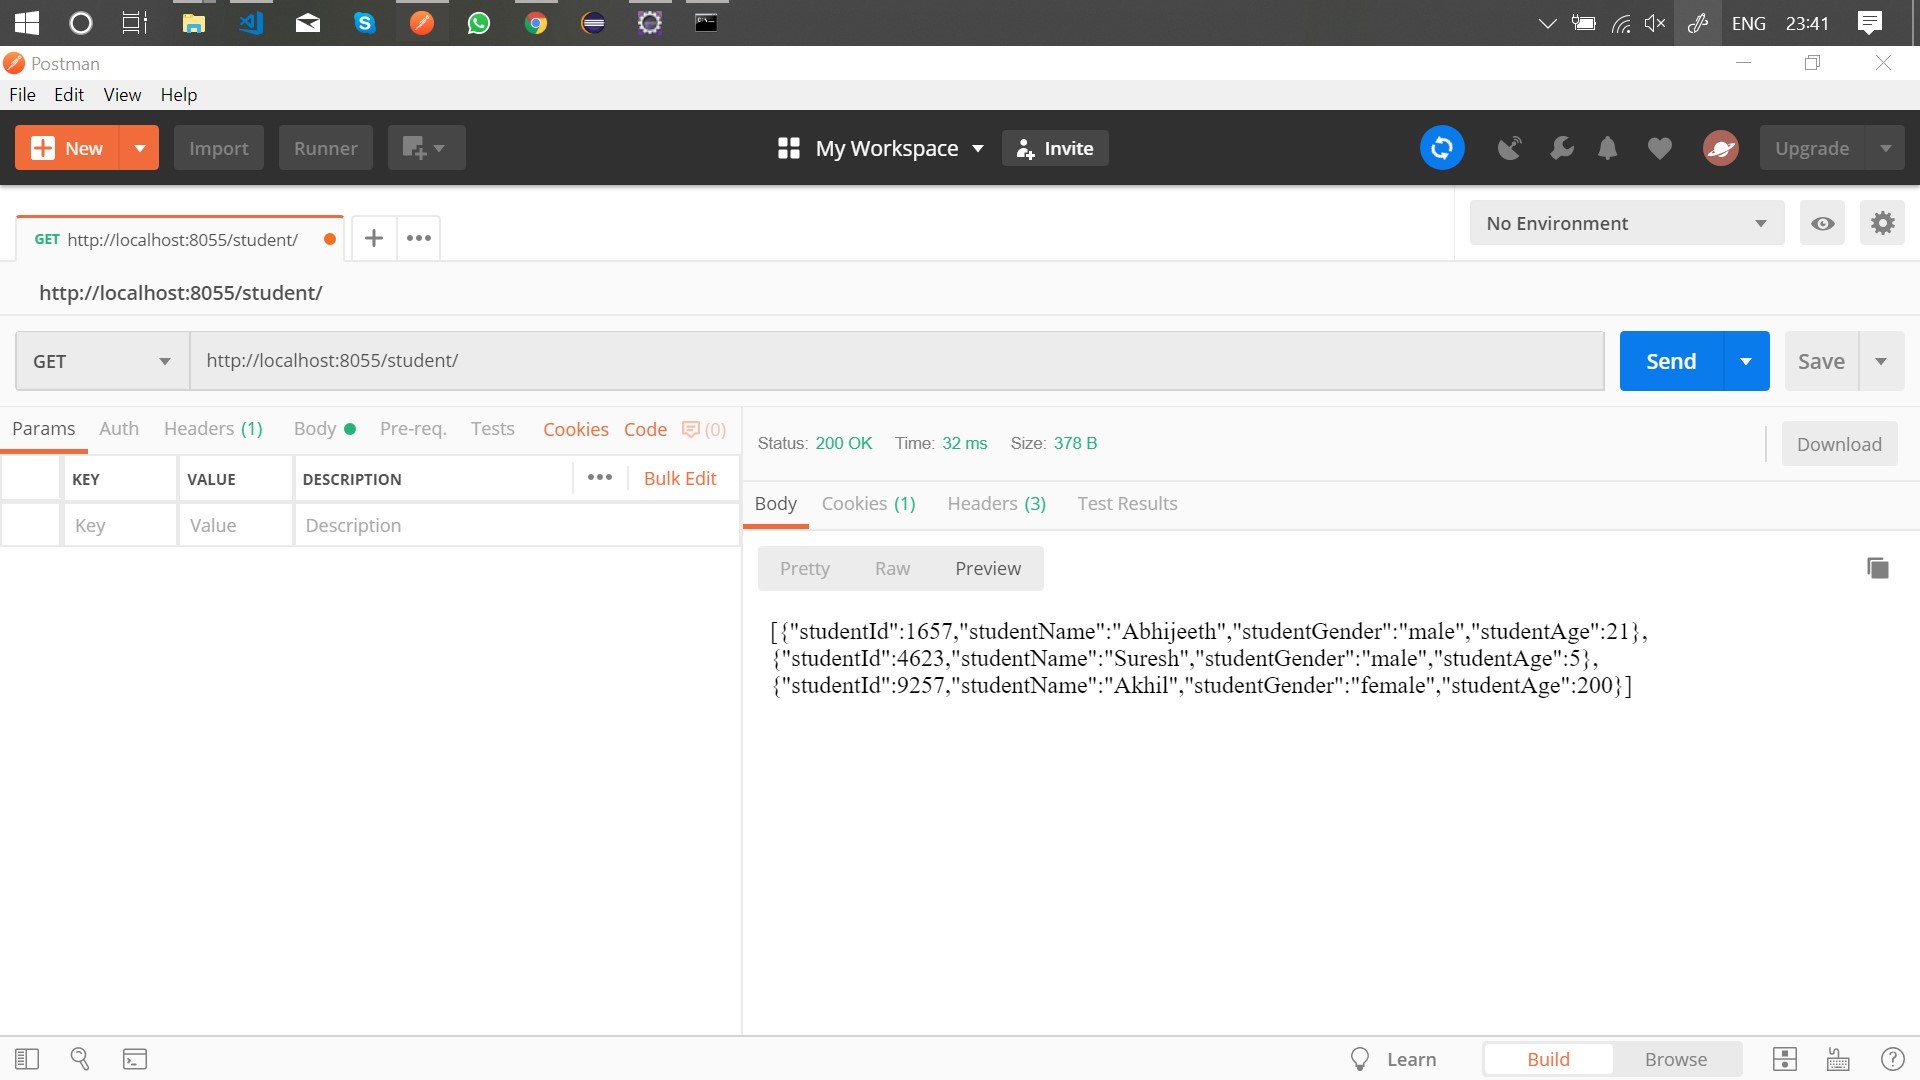 ENG 23:41
Postman
File Edit View Help
New Import Runner My Workspace Invite Upgrade
GET http://localhost:8055/student/ No Environment
http://localhost:8055/student/
GET http://localhost:8055/student/ Send Save
Params Auth Headers (1) Body Pre-req. Tests Cookies Code (0)
KEY VALUE DESCRIPTION Bulk Edit
Key Value Description
Status: 200 OK Time: 32 ms Size: 378 B Download
Body Cookies (1) Headers (3) Test Results
Pretty Raw Preview
[{"studentId":1657,"studentName":"Abhijeeth","studentGender":"male","studentAge":21},
{"studentId":4623,"studentName":"Suresh","studentGender":"male","studentAge":5},
{"studentId":9257,"studentName":"Akhil","studentGender":"female","studentAge":200}]
Learn Build Browse